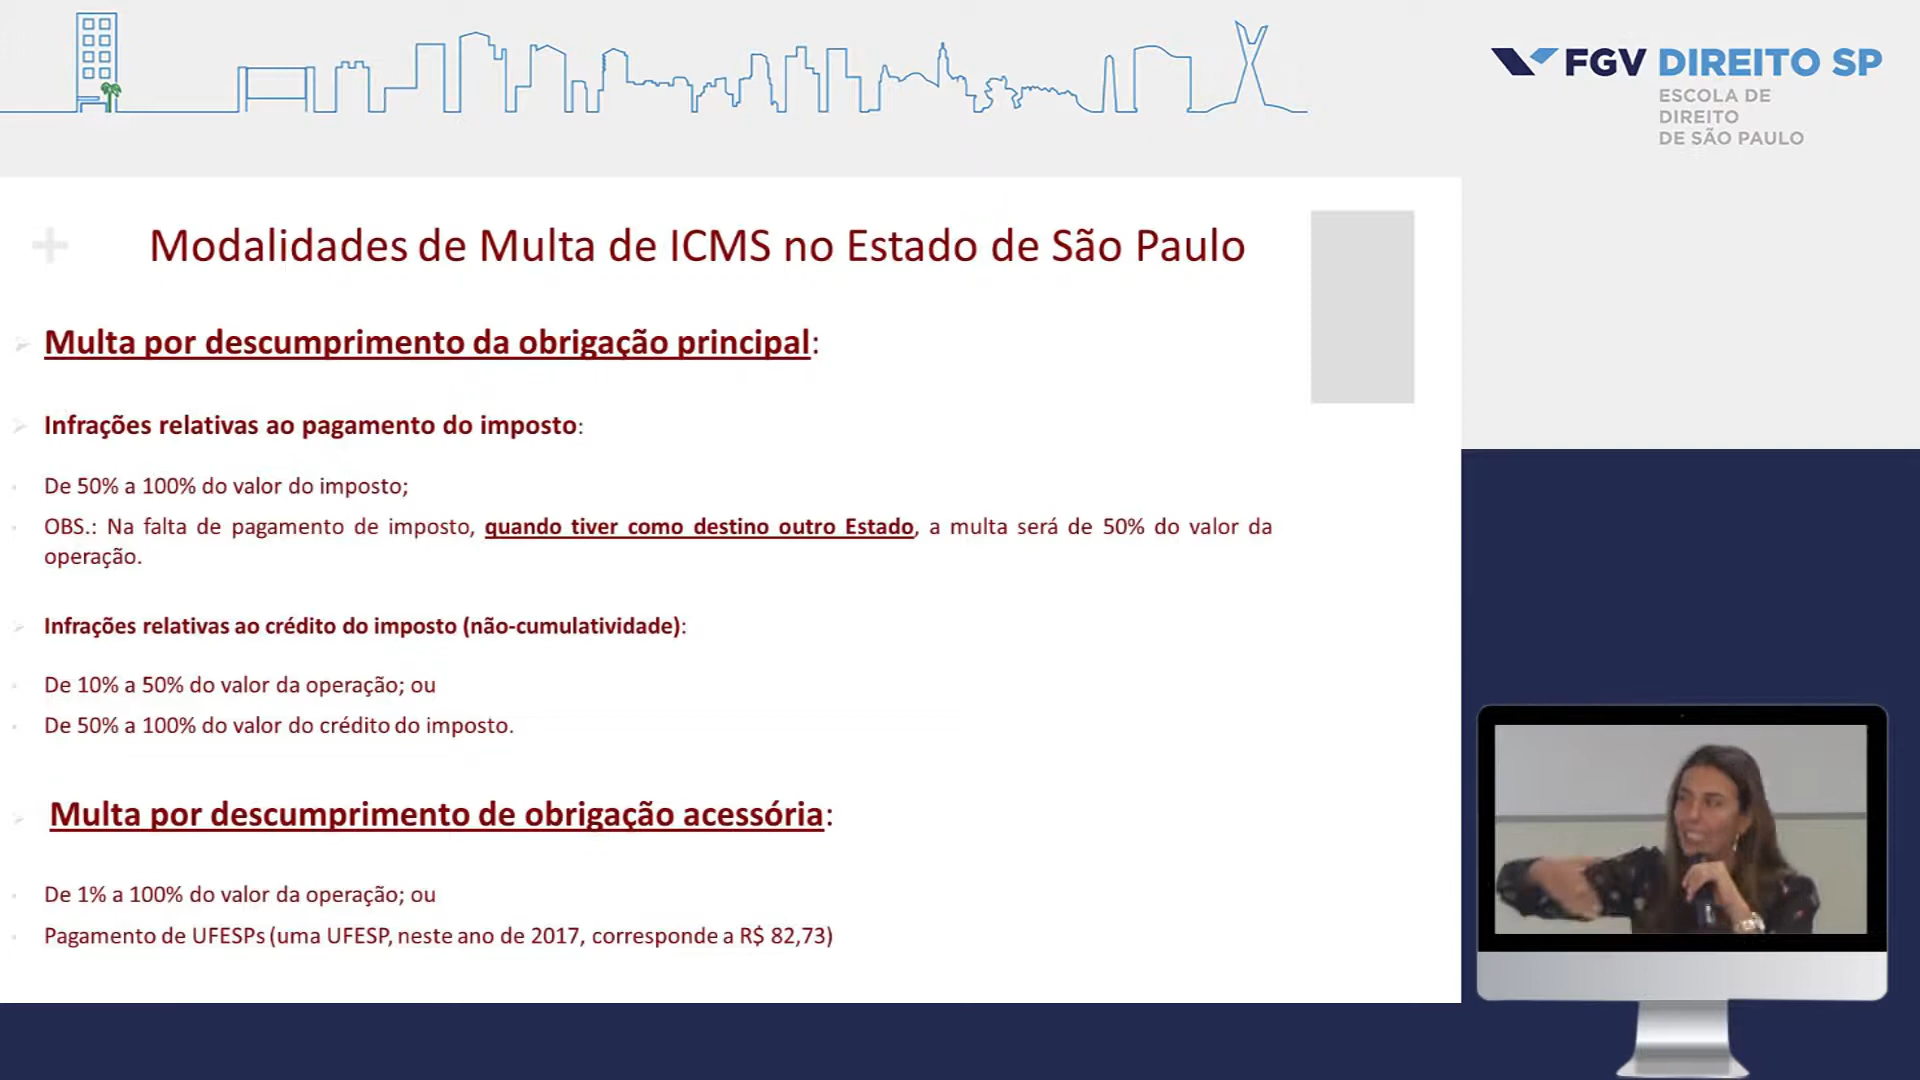 FGV DIREITO SP
ESCOLA DE
DIREITO
DE SÃO PAULO
Modalidades de Multa de ICMS no Estado de São Paulo
Multa por descumprimento da obrigação principal:
Infrações relativas ao pagamento do imposto:
De 50% a 100% do valor do imposto;
OBS.: Na falta de pagamento de imposto, quando tiver como destino outro Estado, a multa será de 50% do valor da
operação.
Infrações relativas ao crédito do imposto (não-cumulatividade):
De 10% a 50% do valor da operação; ou
De 50% a 100% do valor do crédito do imposto.
Multa por descumprimento de obrigação acessória:
De 1% a 100% do valor da operação; ou
Pagamento de UFESPs (uma UFESP, neste ano de 2017, corresponde a R$ 82,73)